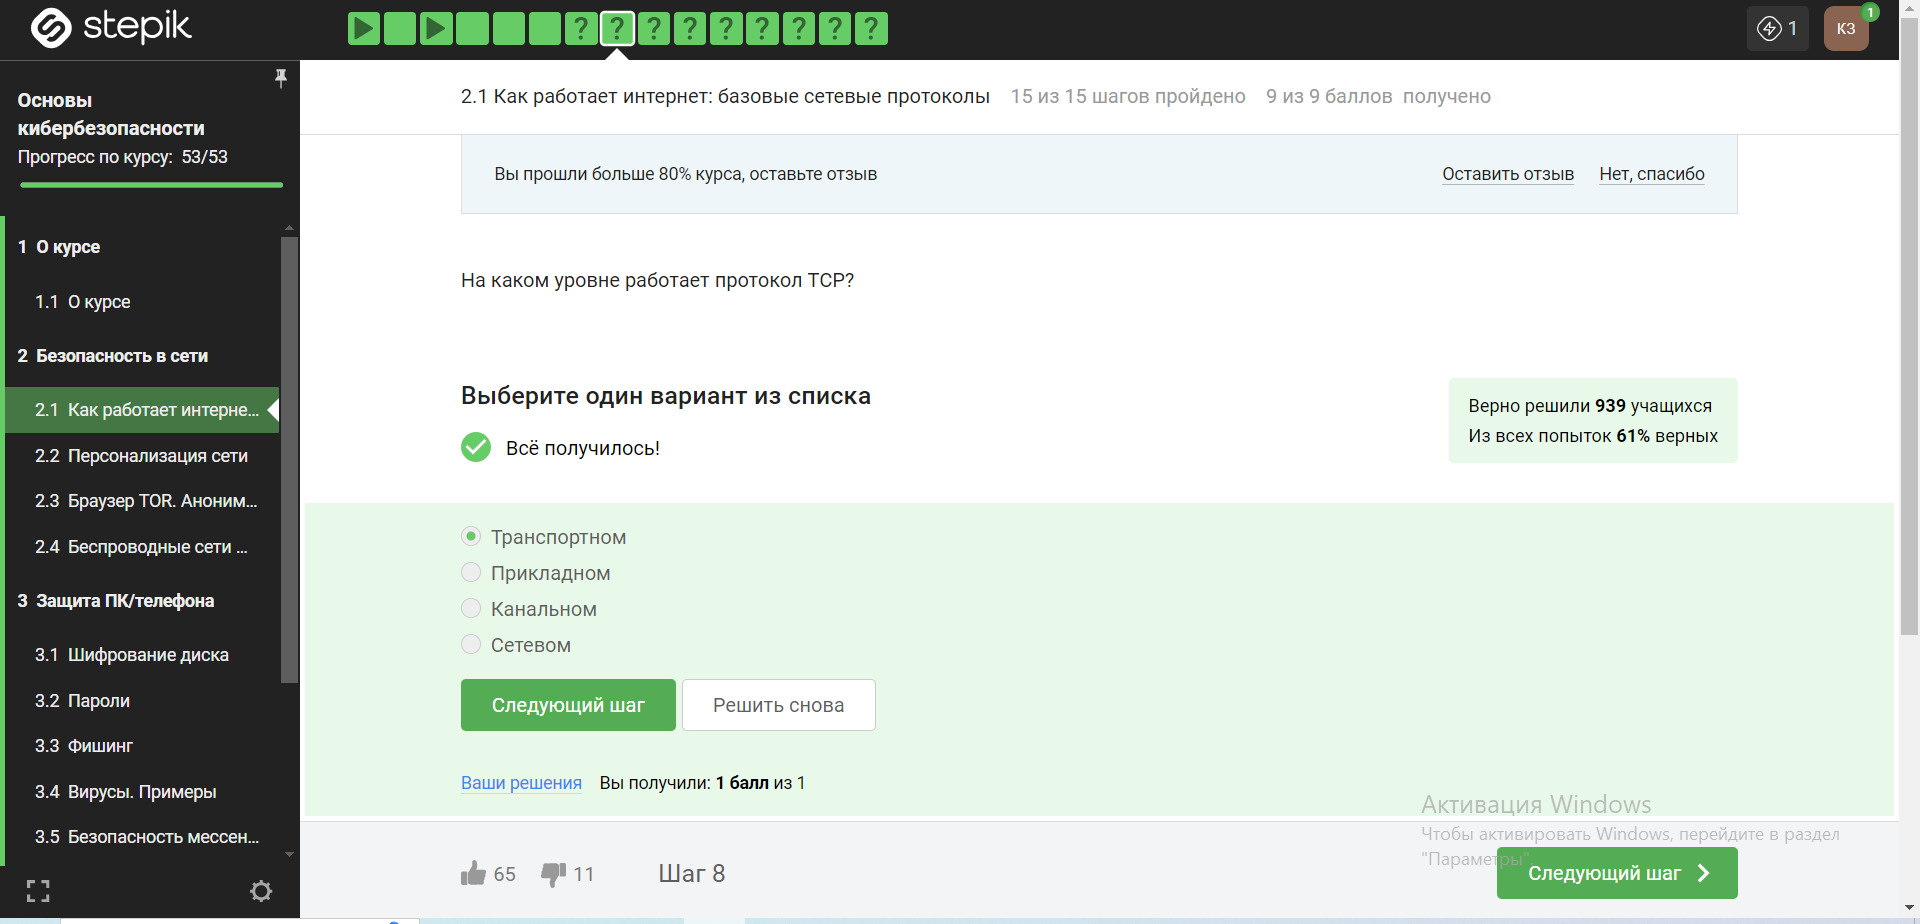 stepik
? ? ? ? ? ? ? ? ?
1
КЗ
1
Основы
кибербезопасности
Прогресс по курсу: 53/53
1 О курсе
1.1 О курсе
2 Безопасность в сети
2.1 Как работает интерне...
2.2 Персонализация сети
2.3 Браузер TOR. Аноним...
2.4 Беспроводные сети ...
3 Защита ПК/телефона
3.1 Шифрование диска
3.2 Пароли
3.3 Фишинг
3.4 Вирусы. Примеры
3.5 Безопасность мессен...
2.1 Как работает интернет: базовые сетевые протоколы 15 из 15 шагов пройдено 9 из 9 баллов получено
Вы прошли больше 80% курса, оставьте отзыв Оставить отзыв Нет, спасибо
На каком уровне работает протокол TCP?
Выберите один вариант из списка
Всё получилось!
Верно решили 939 учащихся
Из всех попыток 61% верных
Транспортном
Прикладном
Канальном
Сетевом
Следующий шаг Решить снова
Ваши решения Вы получили: 1 балл из 1
65 11 Шаг 8
Следующий шаг
Активация Windows
Чтобы активировать Windows, перейдите в раздел
"Параметры".